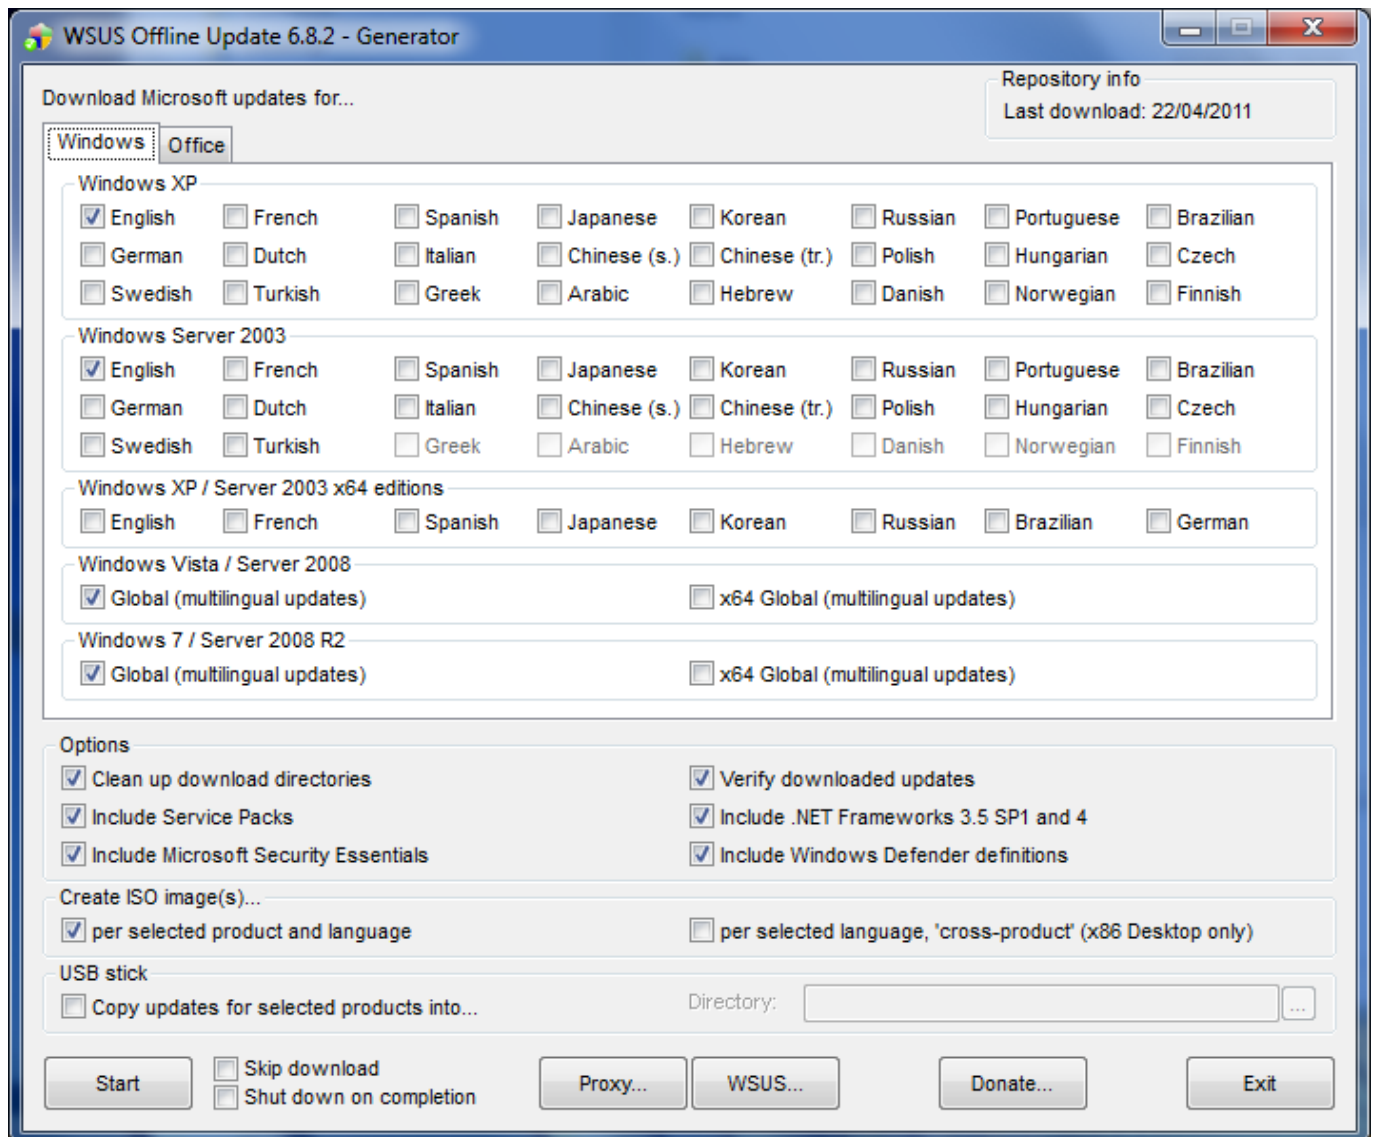 WSUS Offline Update 6.8.2 - Generator
Download Microsoft updates for...
Repository info
Last download: 22/04/2011
Windows Office
Windows XP
English French Spanish Japanese Korean Russian Portuguese Brazilian
German Dutch Italian Chinese (s.) Chinese (tr.) Polish Hungarian Czech
Swedish Turkish Greek Arabic Hebrew Danish Norwegian Finnish
Windows Server 2003
English French Spanish Japanese Korean Russian Portuguese Brazilian
German Dutch Italian Chinese (s.) Chinese (tr.) Polish Hungarian Czech
Swedish Turkish Greek Arabic Hebrew Danish Norwegian Finnish
Windows XP / Server 2003 x64 editions
English French Spanish Japanese Korean Russian Brazilian German
Windows Vista / Server 2008
Global (multilingual updates) x64 Global (multilingual updates)
Windows 7 / Server 2008 R2
Global (multilingual updates) x64 Global (multilingual updates)
Options
Clean up download directories Verify downloaded updates
Include Service Packs Include .NET Frameworks 3.5 SP1 and 4
Include Microsoft Security Essentials Include Windows Defender definitions
Create ISO image(s)...
per selected product and language per selected language, 'cross-product' (x86 Desktop only)
USB stick
Copy updates for selected products into... Directory: ...
Start Skip download Proxy... WSUS... Donate... Exit
Shut down on completion